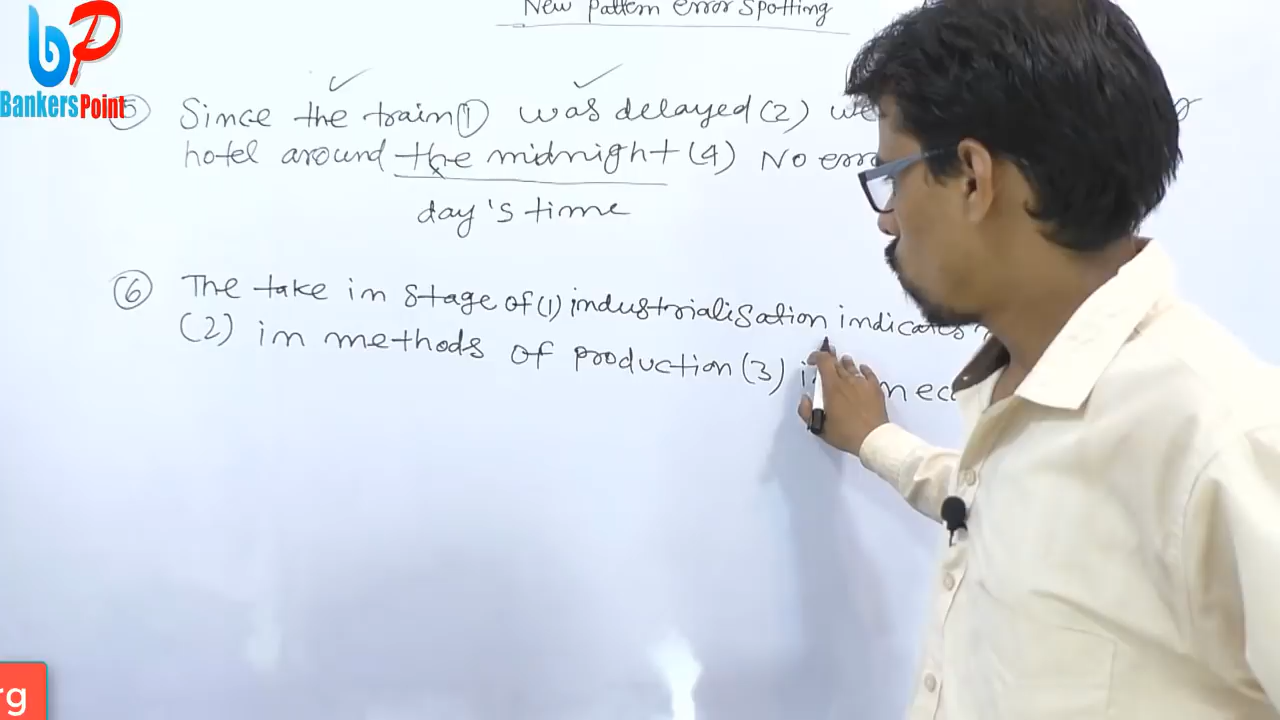 New Pattern error spotting
BankersPoint
(5) Since the train (1) was delayed (2) we
hotel around the midnight (4) No
day's time
(6) The take in stage of (1) industrialisation indicates
(2) in methods of production (3)
rg